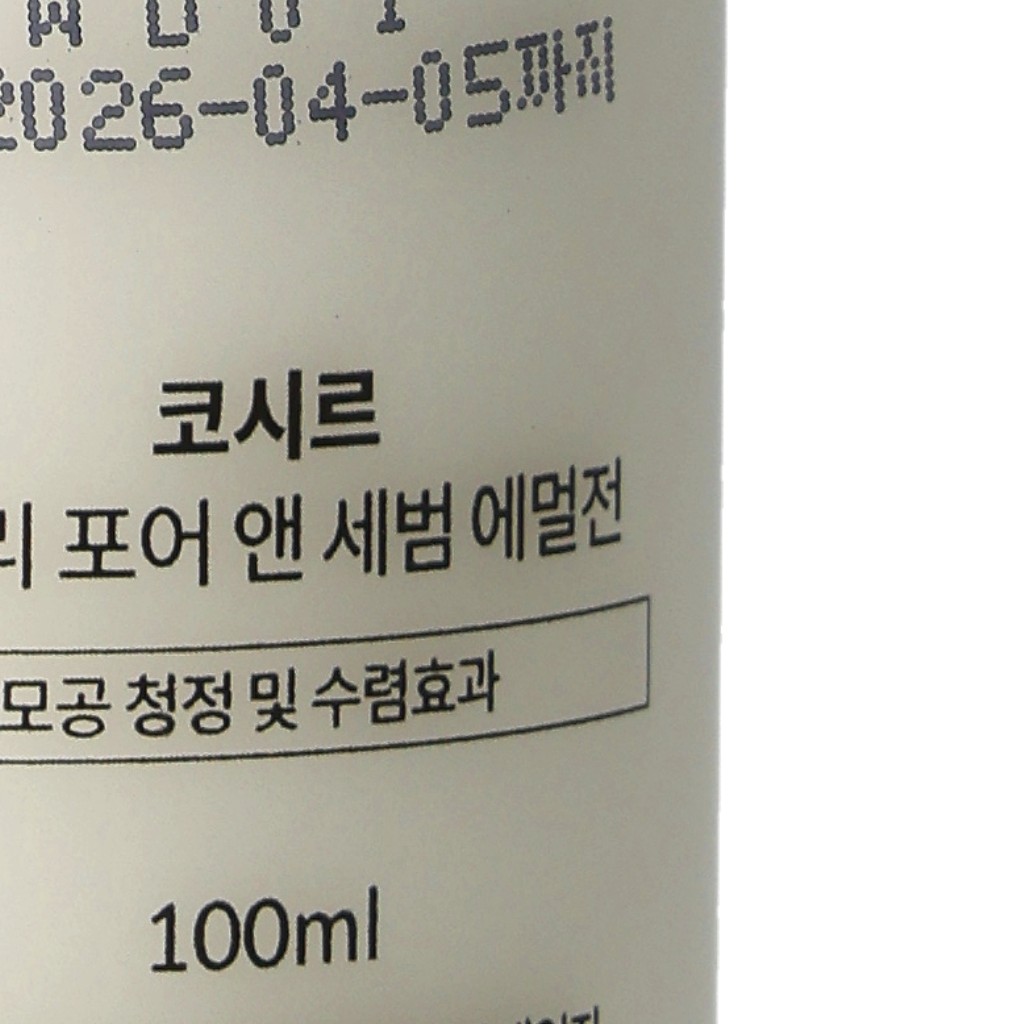 2026-04-05까지
코시르
리 포어 앤 세범 에멀전
모공 청정 및 수렴효과
100ml